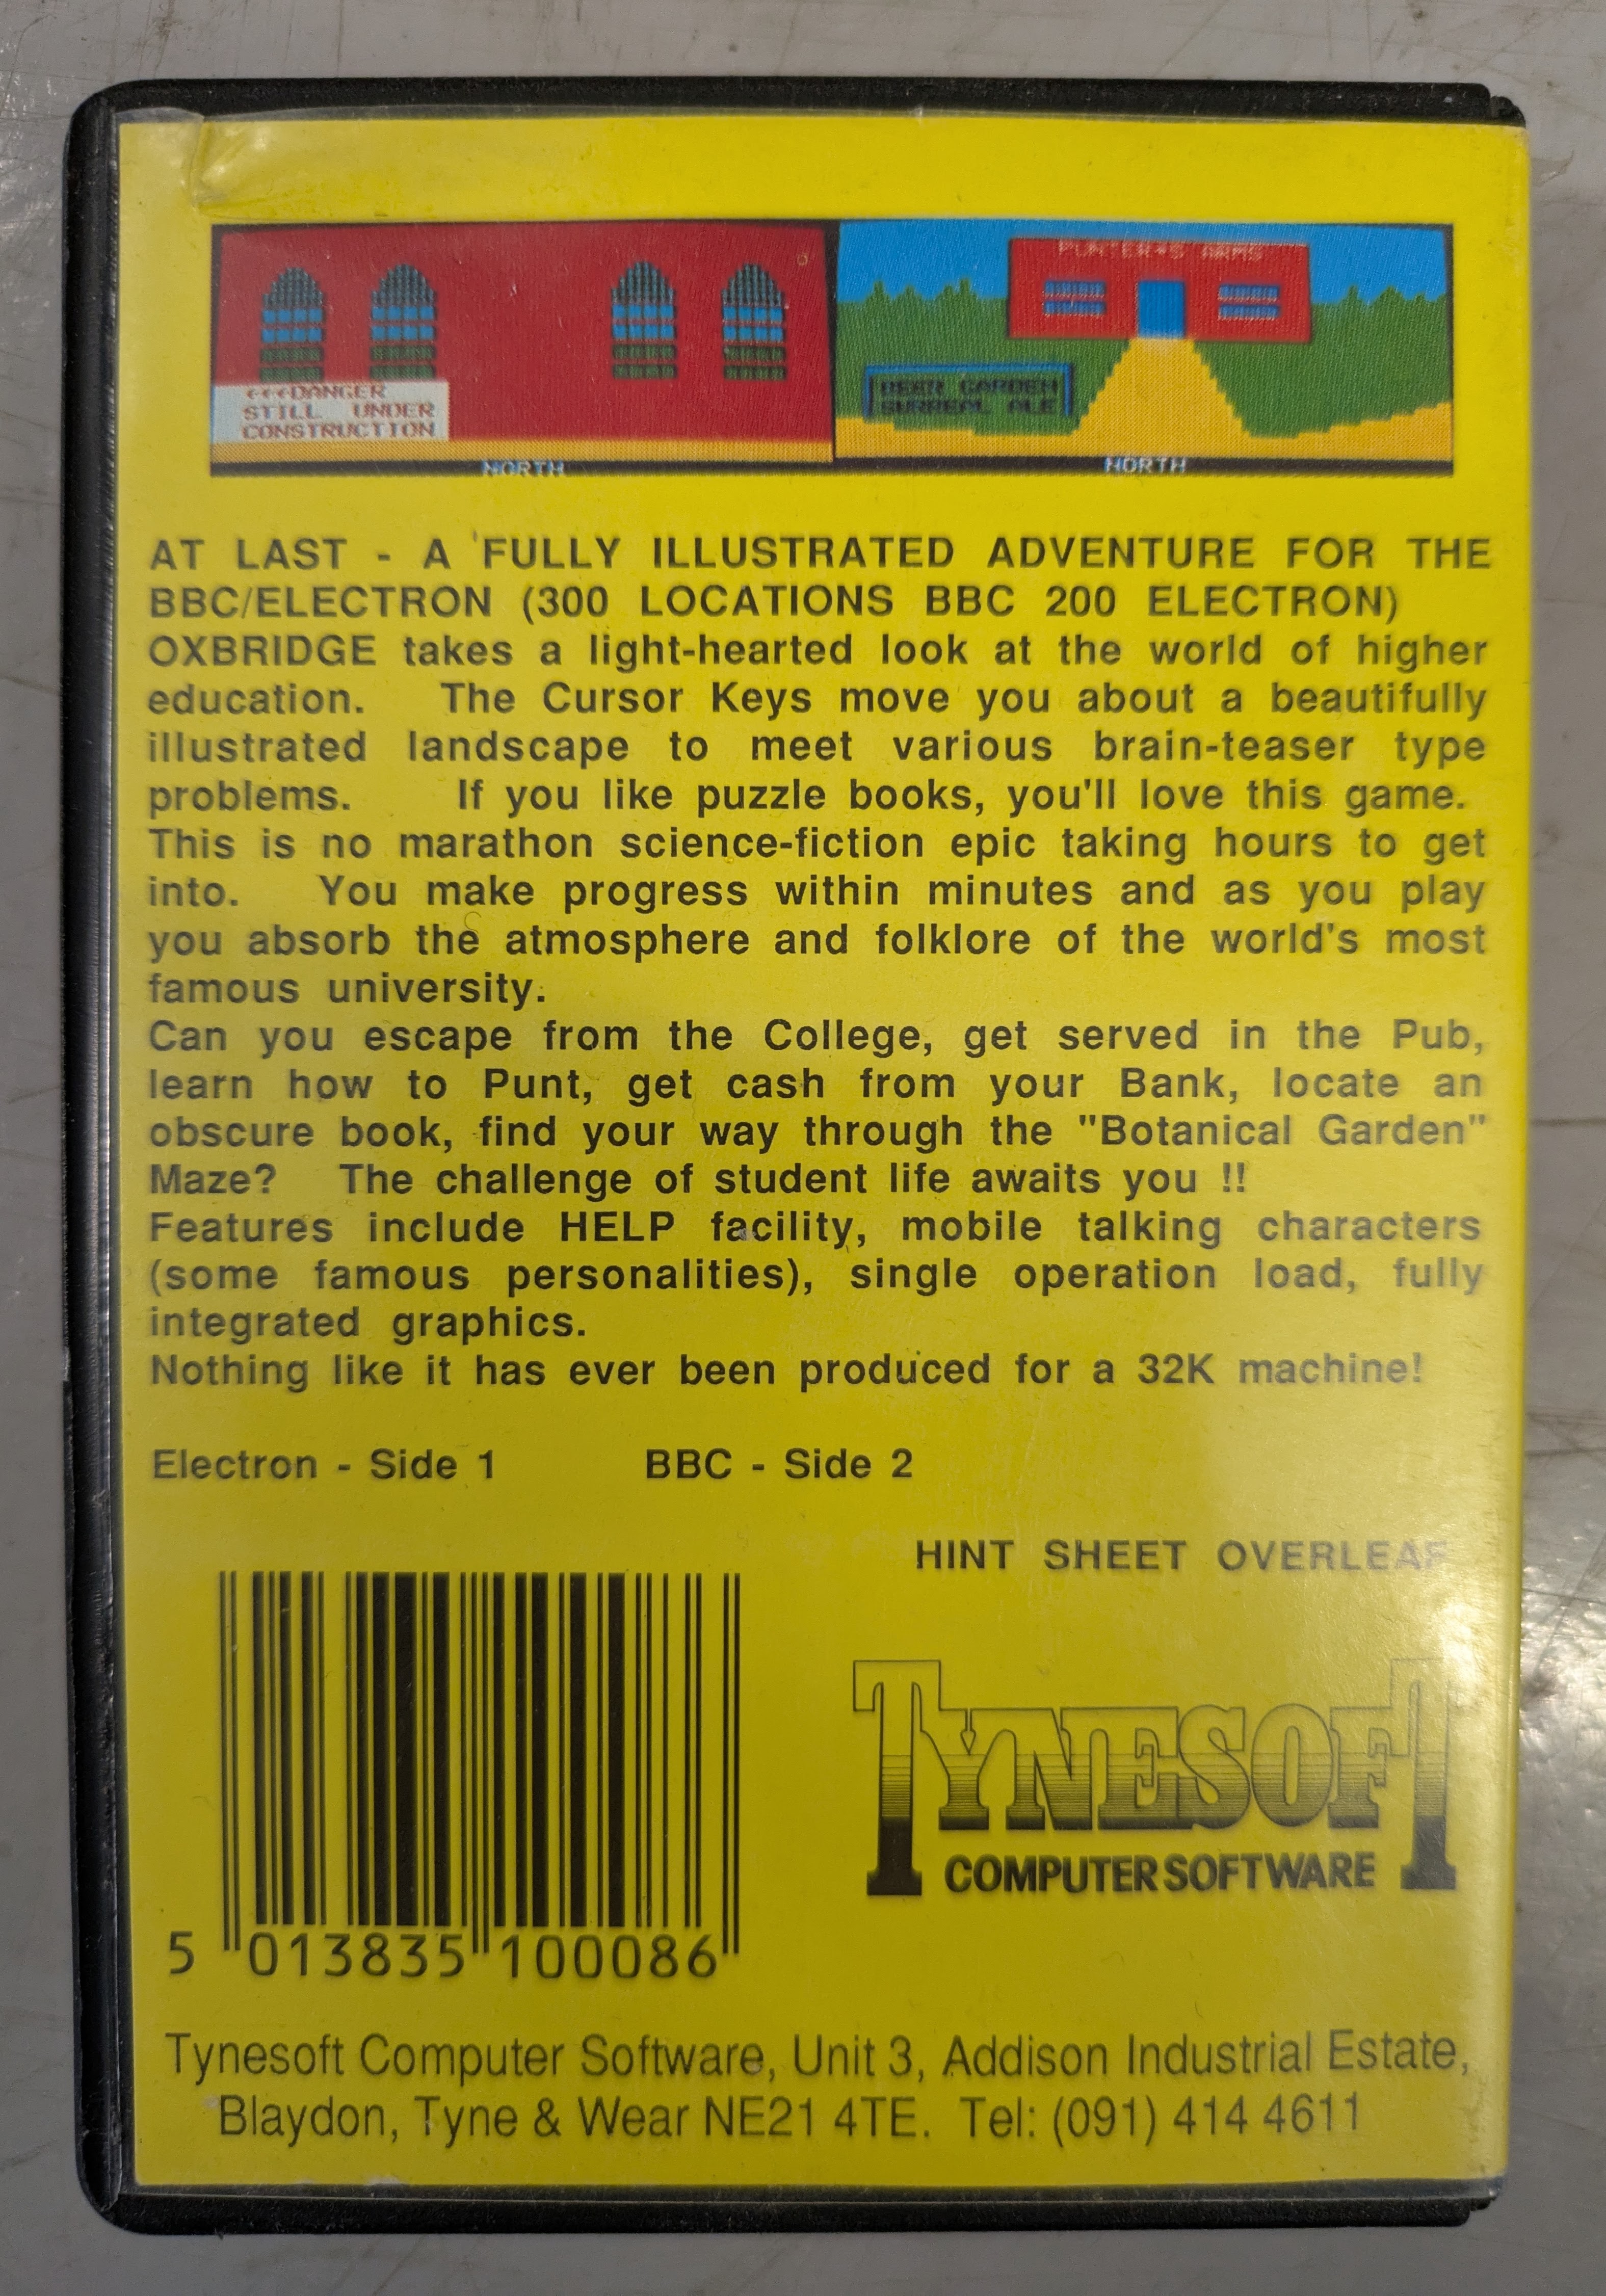 <<<DANGER
STILL UNDER
CONSTRUCTION
NORTH
PUNTER'S ARMS
BEER GARDEN
SURREAL ALE
NORTH
AT LAST - A FULLY ILLUSTRATED ADVENTURE FOR THE
BBC/ELECTRON (300 LOCATIONS BBC 200 ELECTRON)
OXBRIDGE takes a light-hearted look at the world of higher
education. The Cursor Keys move you about a beautifully
illustrated landscape to meet various brain-teaser type
problems. If you like puzzle books, you'll love this game.
This is no marathon science-fiction epic taking hours to get
into. You make progress within minutes and as you play
you absorb the atmosphere and folklore of the world's most
famous university.
Can you escape from the College, get served in the Pub,
learn how to Punt, get cash from your Bank, locate an
obscure book, find your way through the "Botanical Garden"
Maze? The challenge of student life awaits you !!
Features include HELP facility, mobile talking characters
(some famous personalities), single operation load, fully
integrated graphics.
Nothing like it has ever been produced for a 32K machine!
Electron - Side 1 BBC - Side 2
HINT SHEET OVERLEAF
TYNESOFT
COMPUTER SOFTWARE
5 013835 100086
Tynesoft Computer Software, Unit 3, Addison Industrial Estate,
Blaydon, Tyne & Wear NE21 4TE. Tel: (091) 414 4611